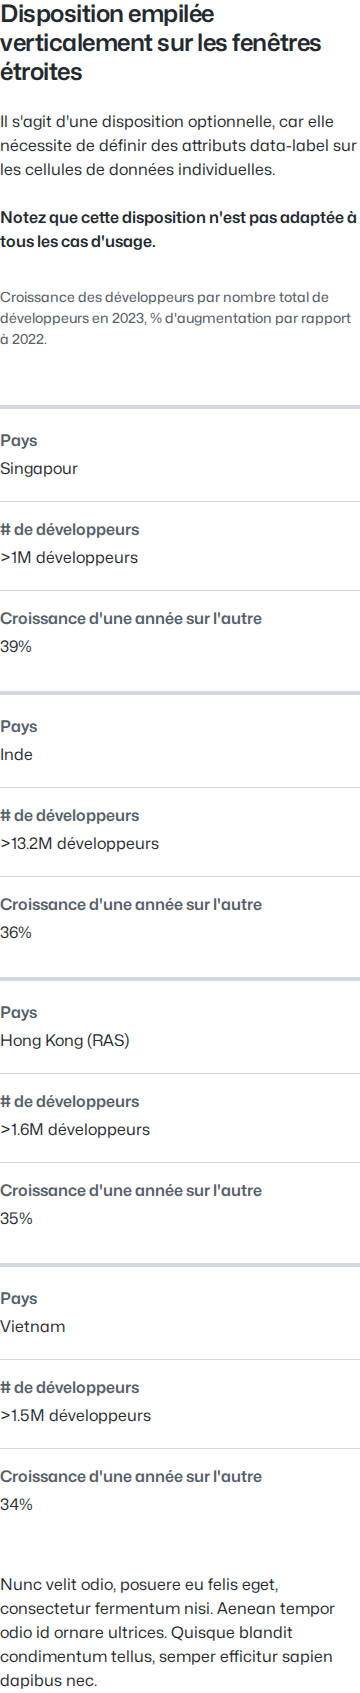 Disposition empilée
verticalement sur les fenêtres
étroites
Il s'agit d'une disposition optionnelle, car elle
nécessite de définir des attributs data-label sur
les cellules de données individuelles.
Notez que cette disposition n'est pas adaptée à
tous les cas d'usage.
Croissance des développeurs par nombre total de
développeurs en 2023, % d'augmentation par rapport
à 2022.
Pays
Singapour
# de développeurs
>1M développeurs
Croissance d'une année sur l'autre
39%
Pays
Inde
# de développeurs
>13.2M développeurs
Croissance d'une année sur l'autre
36%
Pays
Hong Kong (RAS)
# de développeurs
>1.6M développeurs
Croissance d'une année sur l'autre
35%
Pays
Vietnam
# de développeurs
>1.5M développeurs
Croissance d'une année sur l'autre
34%
Nunc velit odio, posuere eu felis eget,
consectetur fermentum nisi. Aenean tempor
odio id ornare ultrices. Quisque blandit
condimentum tellus, semper efficitur sapien
dapibus nec.